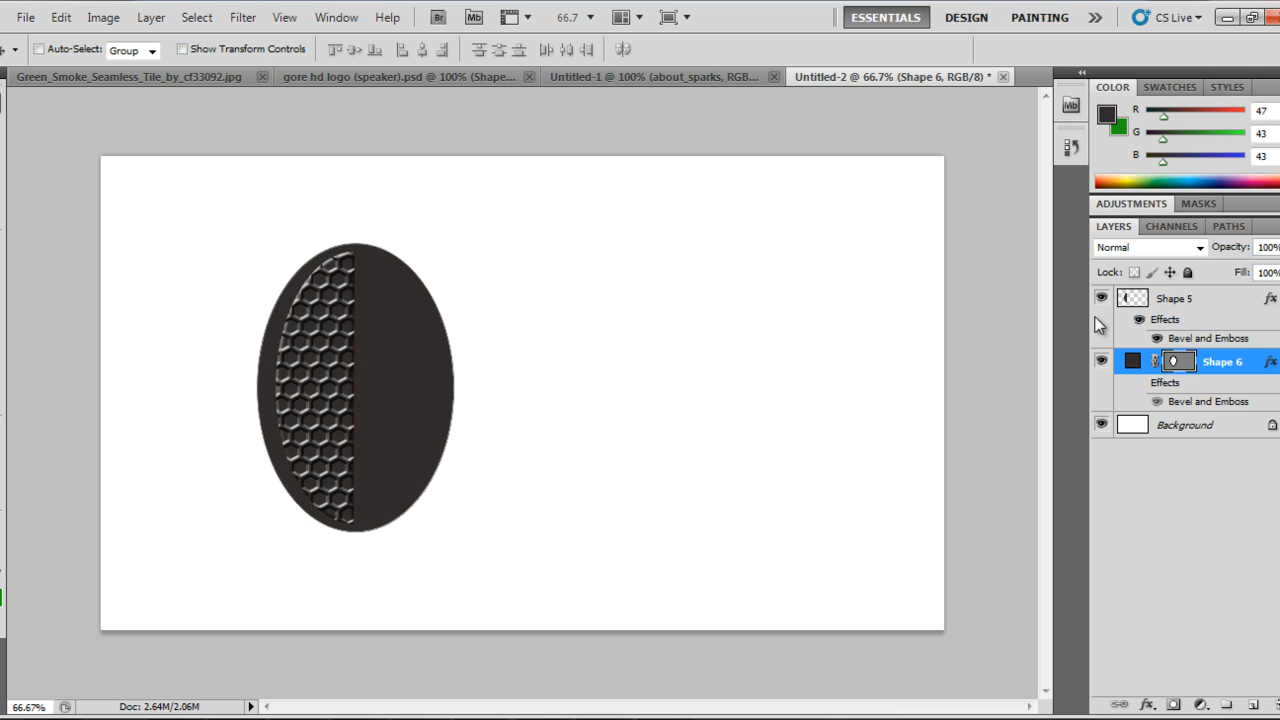 File Edit Image Layer Select Filter View Window Help Br Mb 66.7 ESSENTIALS DESIGN PAINTING CS Live
Auto-Select: Group Show Transform Controls
Green_Smoke_Seamless_Tile_by_cf33092.jpg gore hd logo (speaker).psd @ 100% (Shape... Untitled-1 @ 100% (about_sparks, RGB... Untitled-2 @ 66.7% (Shape 6, RGB/8) *
COLOR SWATCHES STYLES
Mb
R 47
G 43
B 43
ADJUSTMENTS MASKS
LAYERS CHANNELS PATHS
Normal Opacity: 100%
Lock: Fill: 100%
Shape 5 fx
Effects
Bevel and Emboss
Shape 6 fx
Effects
Bevel and Emboss
Background
66.67% Doc: 2.64M/2.06M fx